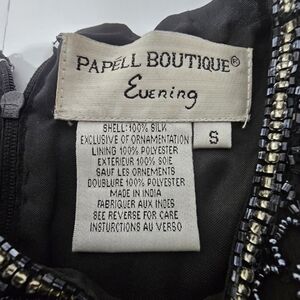 PAPELL BOUTIQUE®
Evening
S
SHELL: 100% SILK
EXCLUSIVE OF ORNAMENTATION
LINING 100% POLYESTER
EXTERIEUR 100% SOIE
SAUF LES ORNEMENTS
DOUBLURE 100% POLYESTER
MADE IN INDIA
FABRIQUER AUX INDES
SEE REVERSE FOR CARE
INSTURCTIONS AU VERSO